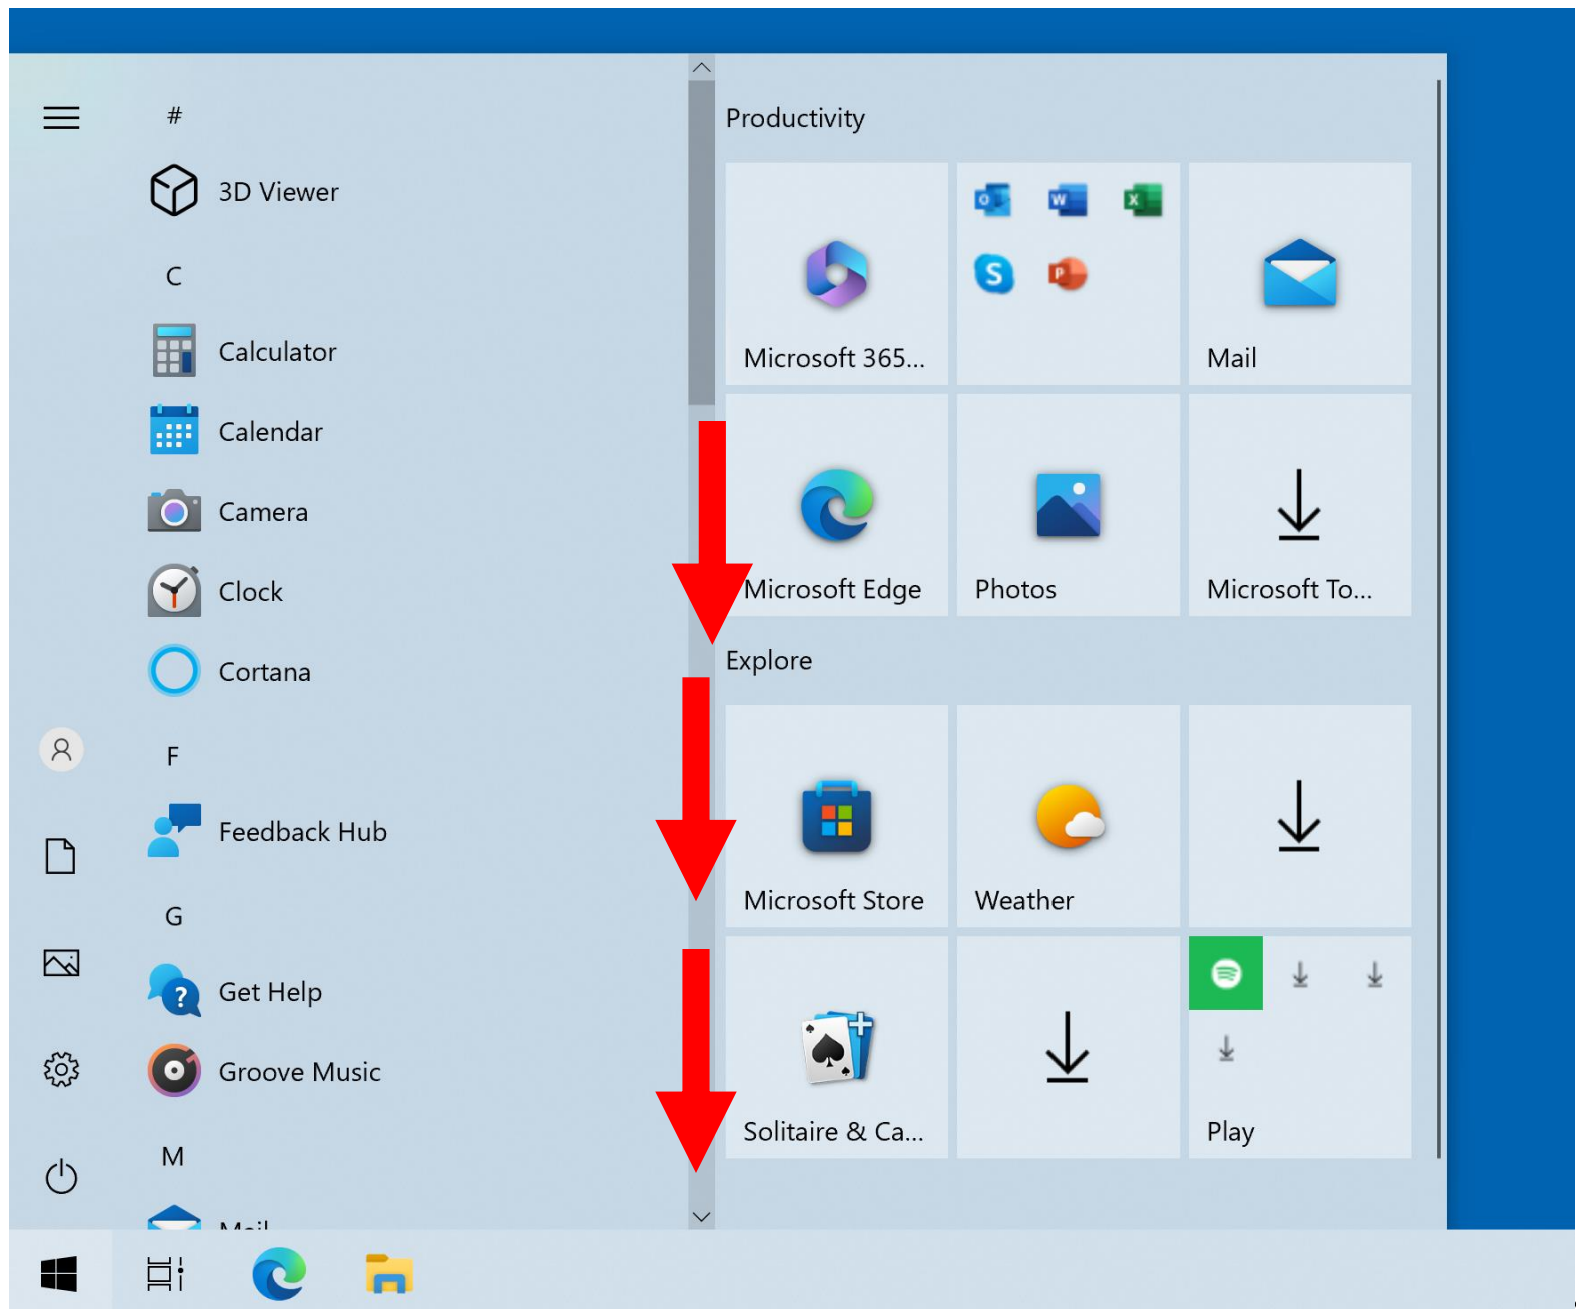 #
3D Viewer
C
Calculator
Calendar
Camera
Clock
Cortana
F
Feedback Hub
G
Get Help
Groove Music
M
Mail
Productivity
Microsoft 365...
Mail
Microsoft Edge
Photos
Microsoft To...
Explore
Microsoft Store
Weather
Solitaire & Ca...
Play